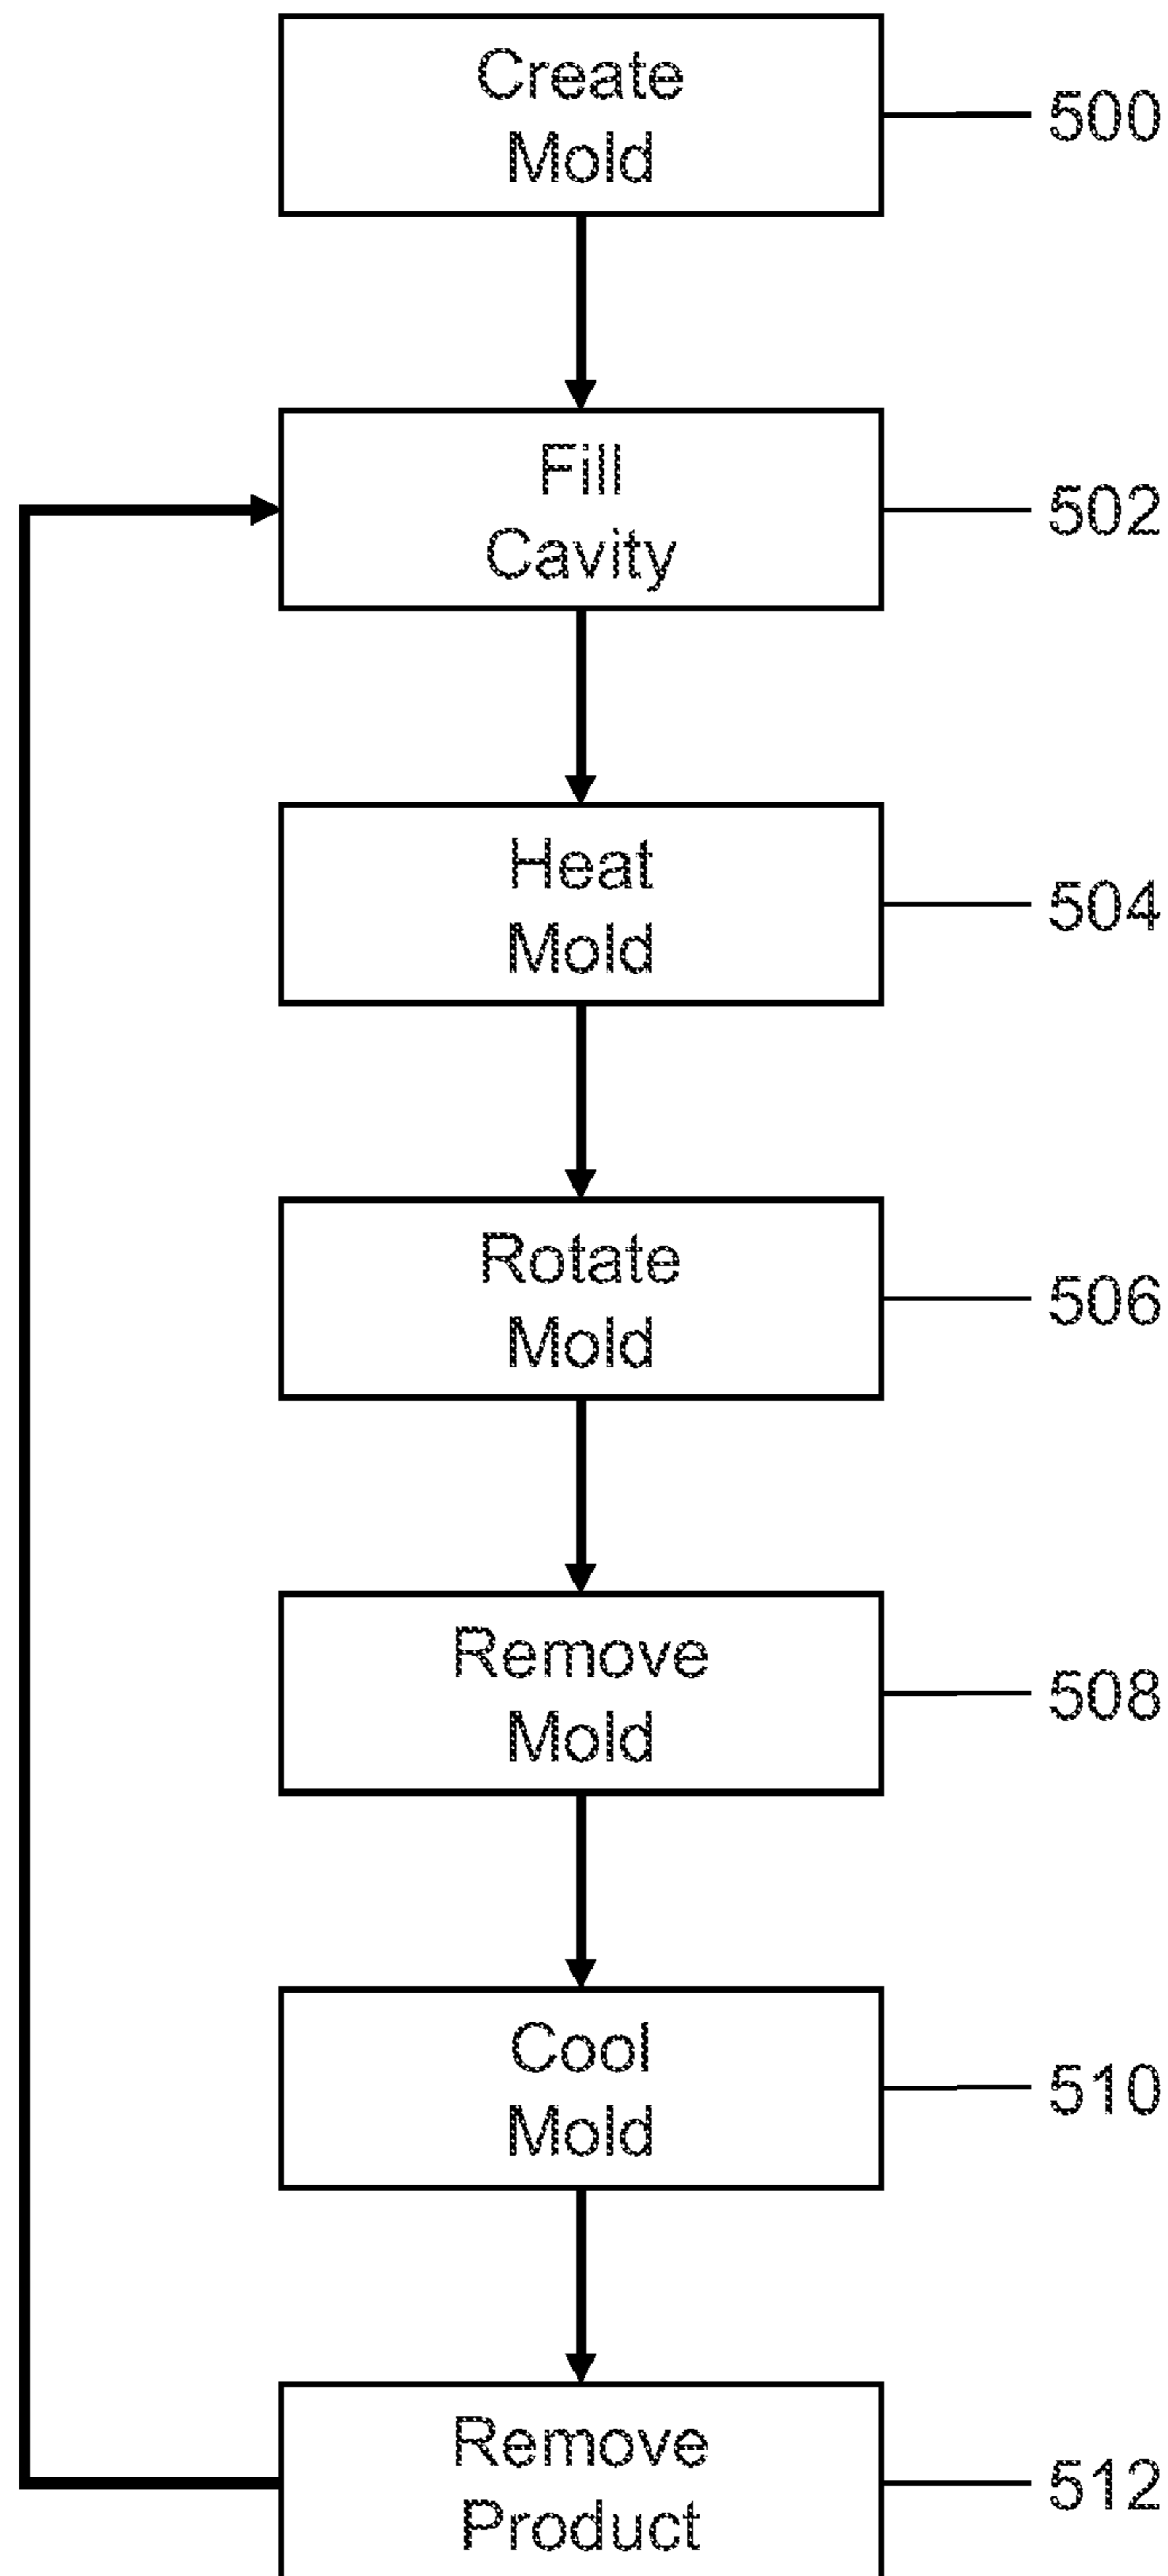 Create
Mold
500
Fill
Cavity
502
Heat
Mold
504
Rotate
Mold
506
Remove
Mold
508
Cool
Mold
510
Remove
Product
512